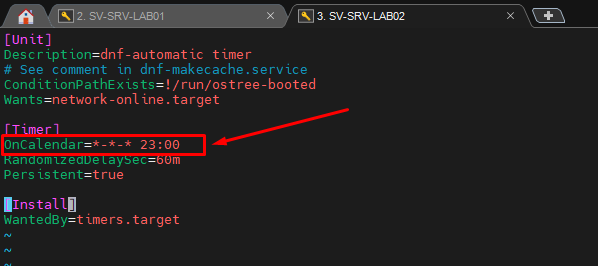 2. SV-SRV-LAB01
3. SV-SRV-LAB02
[Unit]
Description=dnf-automatic timer
# See comment in dnf-makecache.service
ConditionPathExists=!/run/ostree-booted
Wants=network-online.target
[Timer]
OnCalendar=*-*-* 23:00
RandomizedDelaySec=60m
Persistent=true
[Install]
WantedBy=timers.target
~
~
~